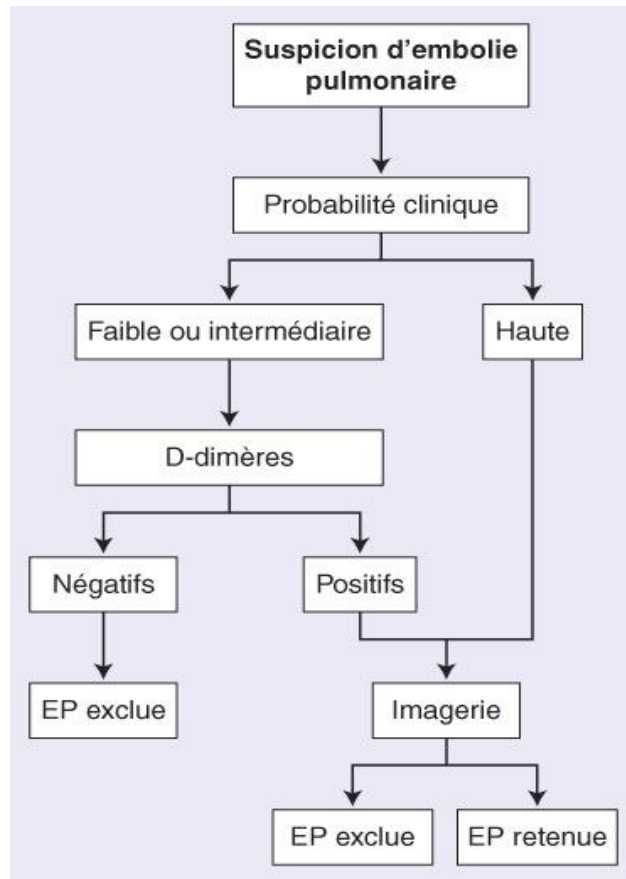 Suspicion d'embolie
pulmonaire
Probabilité clinique
Faible ou intermédiaire
Haute
D-dimères
Négatifs
Positifs
EP exclue
Imagerie
EP exclue
EP retenue